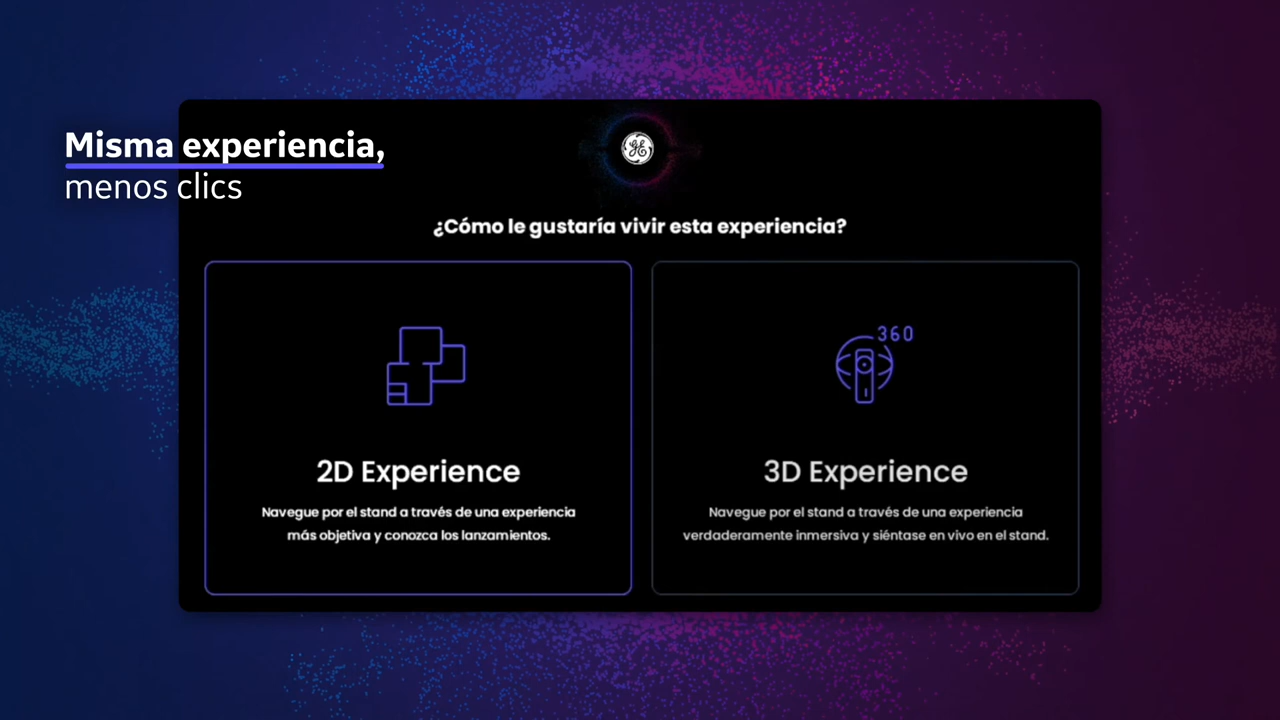 Misma experiencia,
menos clics
GE
¿Cómo le gustaría vivir esta experiencia?
2D Experience
Navegue por el stand a través de una experiencia
más objetiva y conozca los lanzamientos.
360
3D Experience
Navegue por el stand a través de una experiencia
verdaderamente inmersiva y siéntase en vivo en el stand.